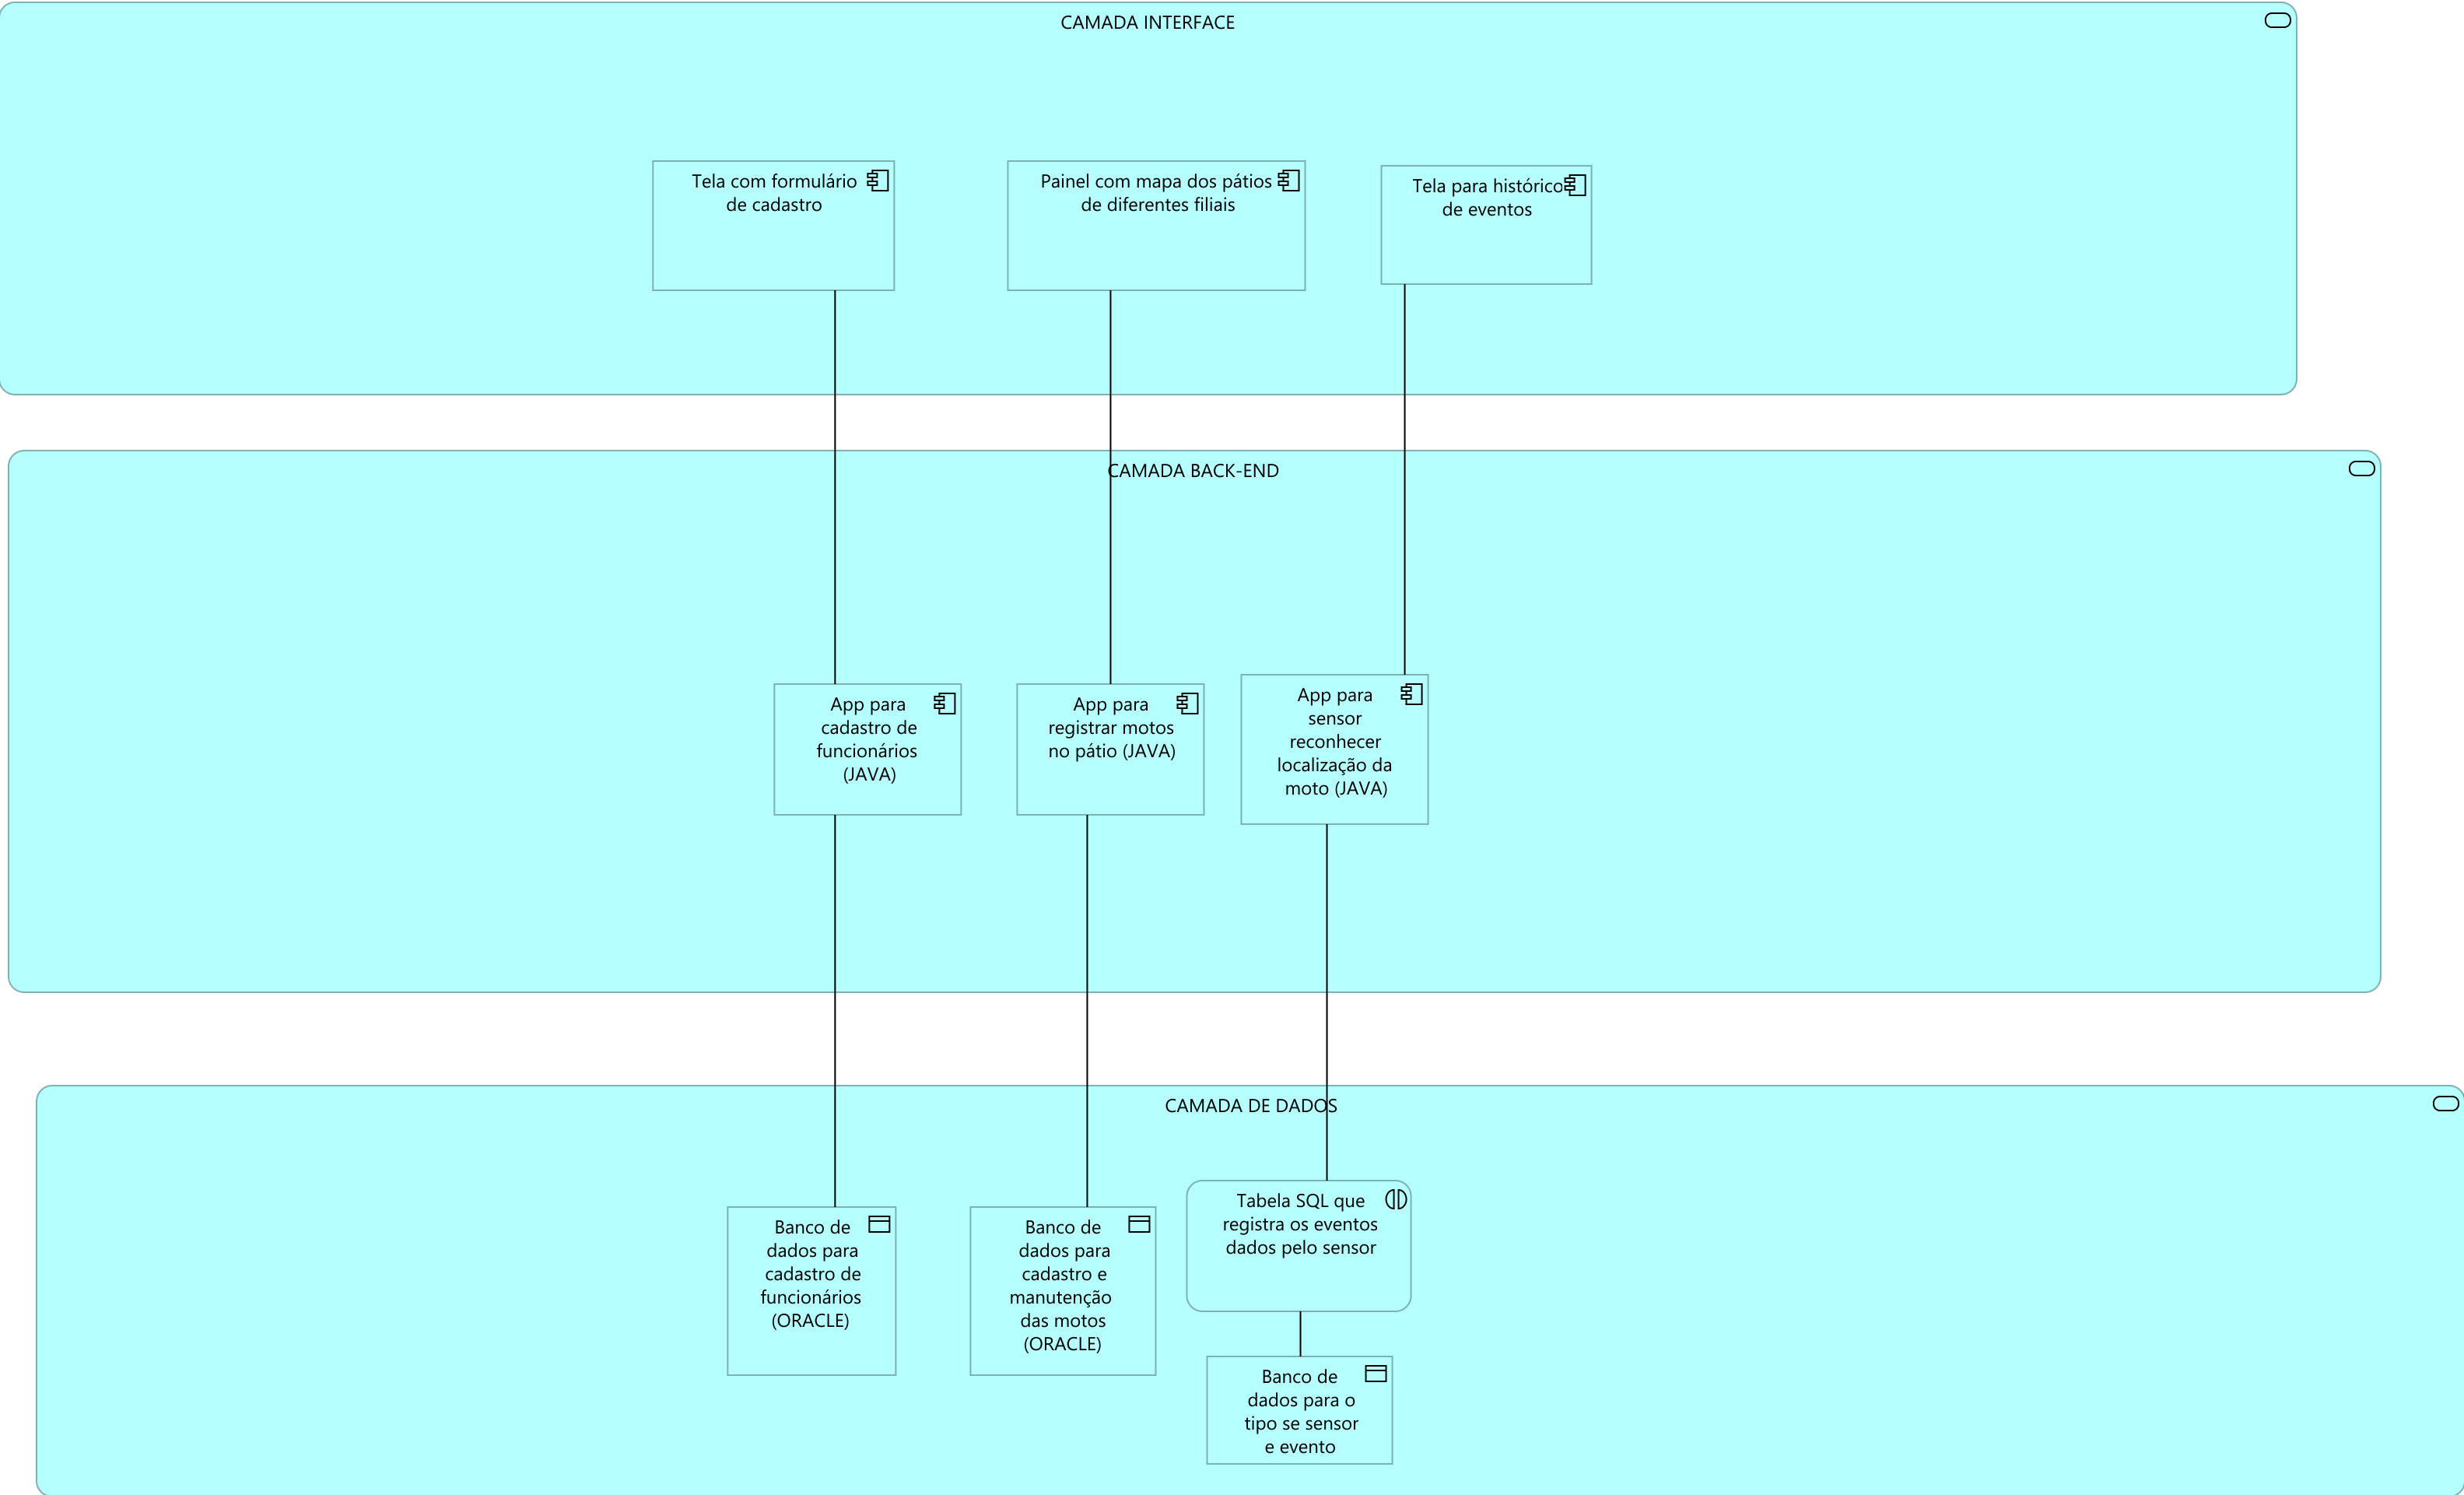 CAMADA INTERFACE
Tela com formulário
de cadastro
Painel com mapa dos pátios
de diferentes filiais
Tela para histórico
de eventos
CAMADA BACK-END
App para
cadastro de
funcionários
(JAVA)
App para
registrar motos
no pátio (JAVA)
App para
sensor
reconhecer
localização da
moto (JAVA)
CAMADA DE DADOS
Banco de
dados para
cadastro de
funcionários
(ORACLE)
Banco de
dados para
cadastro e
manutenção
das motos
(ORACLE)
Tabela SQL que
registra os eventos
dados pelo sensor
Banco de
dados para o
tipo se sensor
e evento